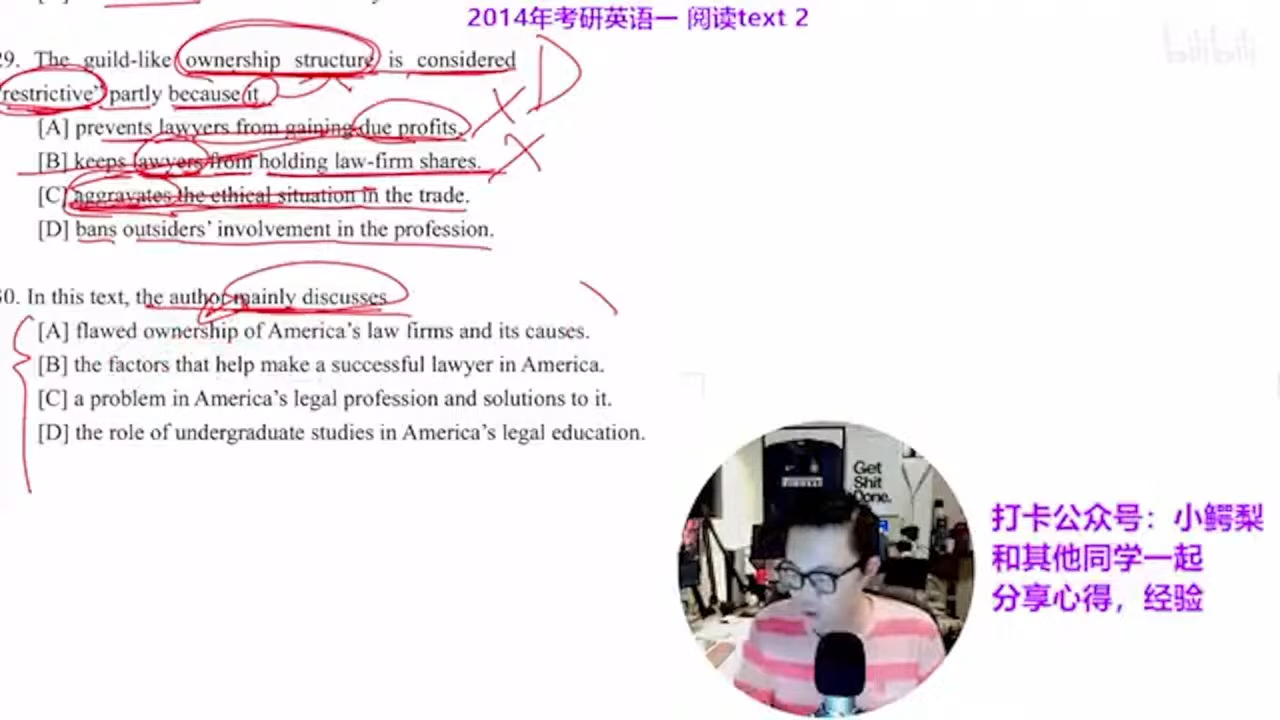 2014年考研英语一 阅读text 2
bilibili
29. The guild-like ownership structure is considered
"restrictive" partly because it
D
[A] prevents lawyers from gaining due profits.
[B] keeps lawyers from holding law-firm shares.
[C] aggravates the ethical situation in the trade.
[D] bans outsiders' involvement in the profession.
30. In this text, the author mainly discusses
[A] flawed ownership of America's law firms and its causes.
[B] the factors that help make a successful lawyer in America.
[C] a problem in America's legal profession and solutions to it.
[D] the role of undergraduate studies in America's legal education.
PIRELLI
Get
Shit
Done.
打卡公众号：小鳄梨
和其他同学一起
分享心得，经验